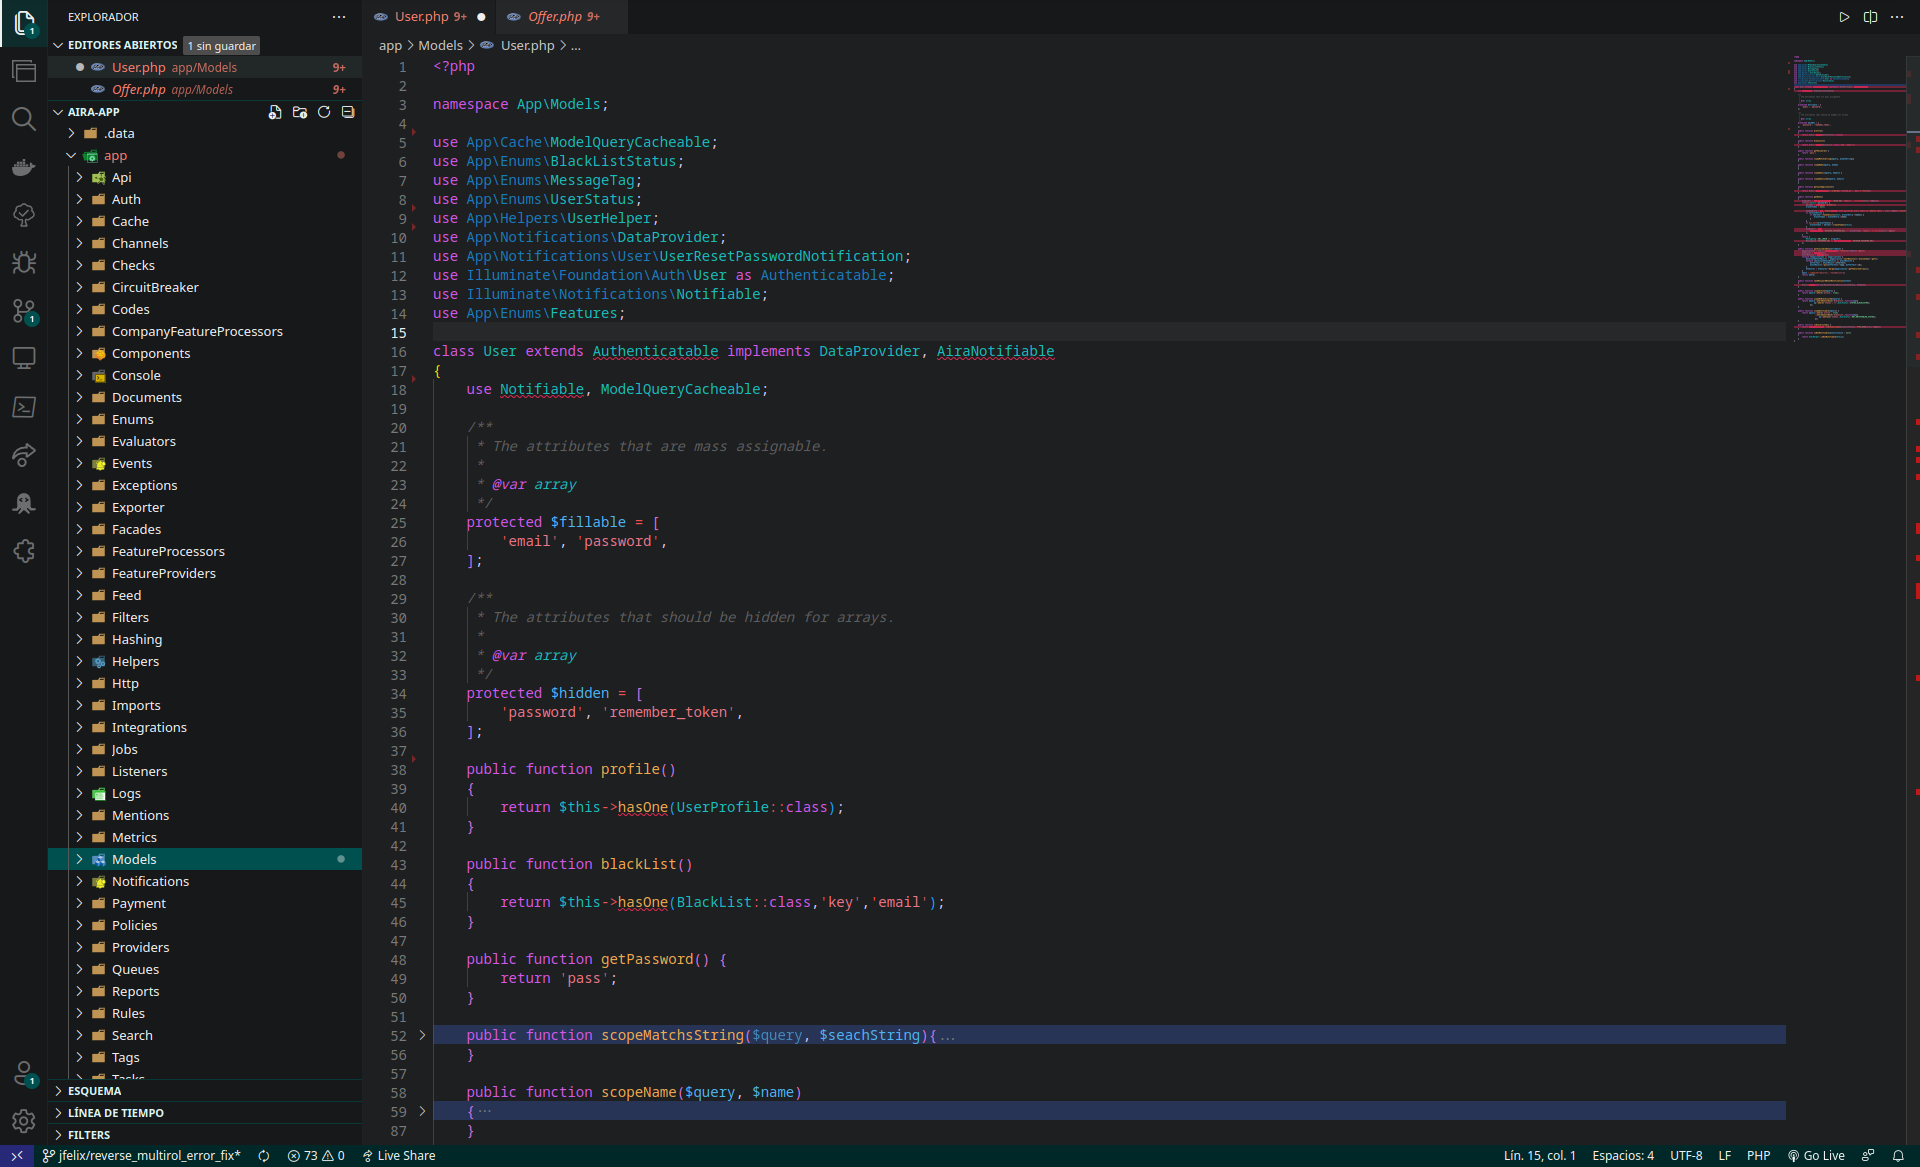 EXPLORADOR
EDITORES ABIERTOS 1 sin guardar
User.php app/Models 9+
Offer.php app/Models 9+
AIRA-APP
.data
app
Api
Auth
Cache
Channels
Checks
CircuitBreaker
Codes
CompanyFeatureProcessors
Components
Console
Documents
Enums
Evaluators
Events
Exceptions
Exporter
Facades
FeatureProcessors
FeatureProviders
Feed
Filters
Hashing
Helpers
Http
Imports
Integrations
Jobs
Listeners
Logs
Mentions
Metrics
Models
Notifications
Payment
Policies
Providers
Queues
Reports
Rules
Search
Tags
Tasks
ESQUEMA
LÍNEA DE TIEMPO
FILTERS
1
1
1
User.php 9+ Offer.php 9+
app > Models > User.php > ...
1 <?php
2
3 namespace App\Models;
4
5 use App\Cache\ModelQueryCacheable;
6 use App\Enums\BlackListStatus;
7 use App\Enums\MessageTag;
8 use App\Enums\UserStatus;
9 use App\Helpers\UserHelper;
10 use App\Notifications\DataProvider;
11 use App\Notifications\User\UserResetPasswordNotification;
12 use Illuminate\Foundation\Auth\User as Authenticatable;
13 use Illuminate\Notifications\Notifiable;
14 use App\Enums\Features;
15
16 class User extends Authenticatable implements DataProvider, AiraNotifiable
17 {
18 use Notifiable, ModelQueryCacheable;
19
20 /**
21 * The attributes that are mass assignable.
22 *
23 * @var array
24 */
25 protected $fillable = [
26 'email', 'password',
27 ];
28
29 /**
30 * The attributes that should be hidden for arrays.
31 *
32 * @var array
33 */
34 protected $hidden = [
35 'password', 'remember_token',
36 ];
37
38 public function profile()
39 {
40 return $this->hasOne(UserProfile::class);
41 }
42
43 public function blackList()
44 {
45 return $this->hasOne(BlackList::class,'key','email');
46 }
47
48 public function getPassword() {
49 return 'pass';
50 }
51
52 public function scopeMatchsString($query, $seachString){...
56 }
57
58 public function scopeName($query, $name)
59 {...
87 }
jfelix/reverse_multirol_error_fix* 73 0 Live Share Lín. 15, col. 1 Espacios: 4 UTF-8 LF PHP Go Live